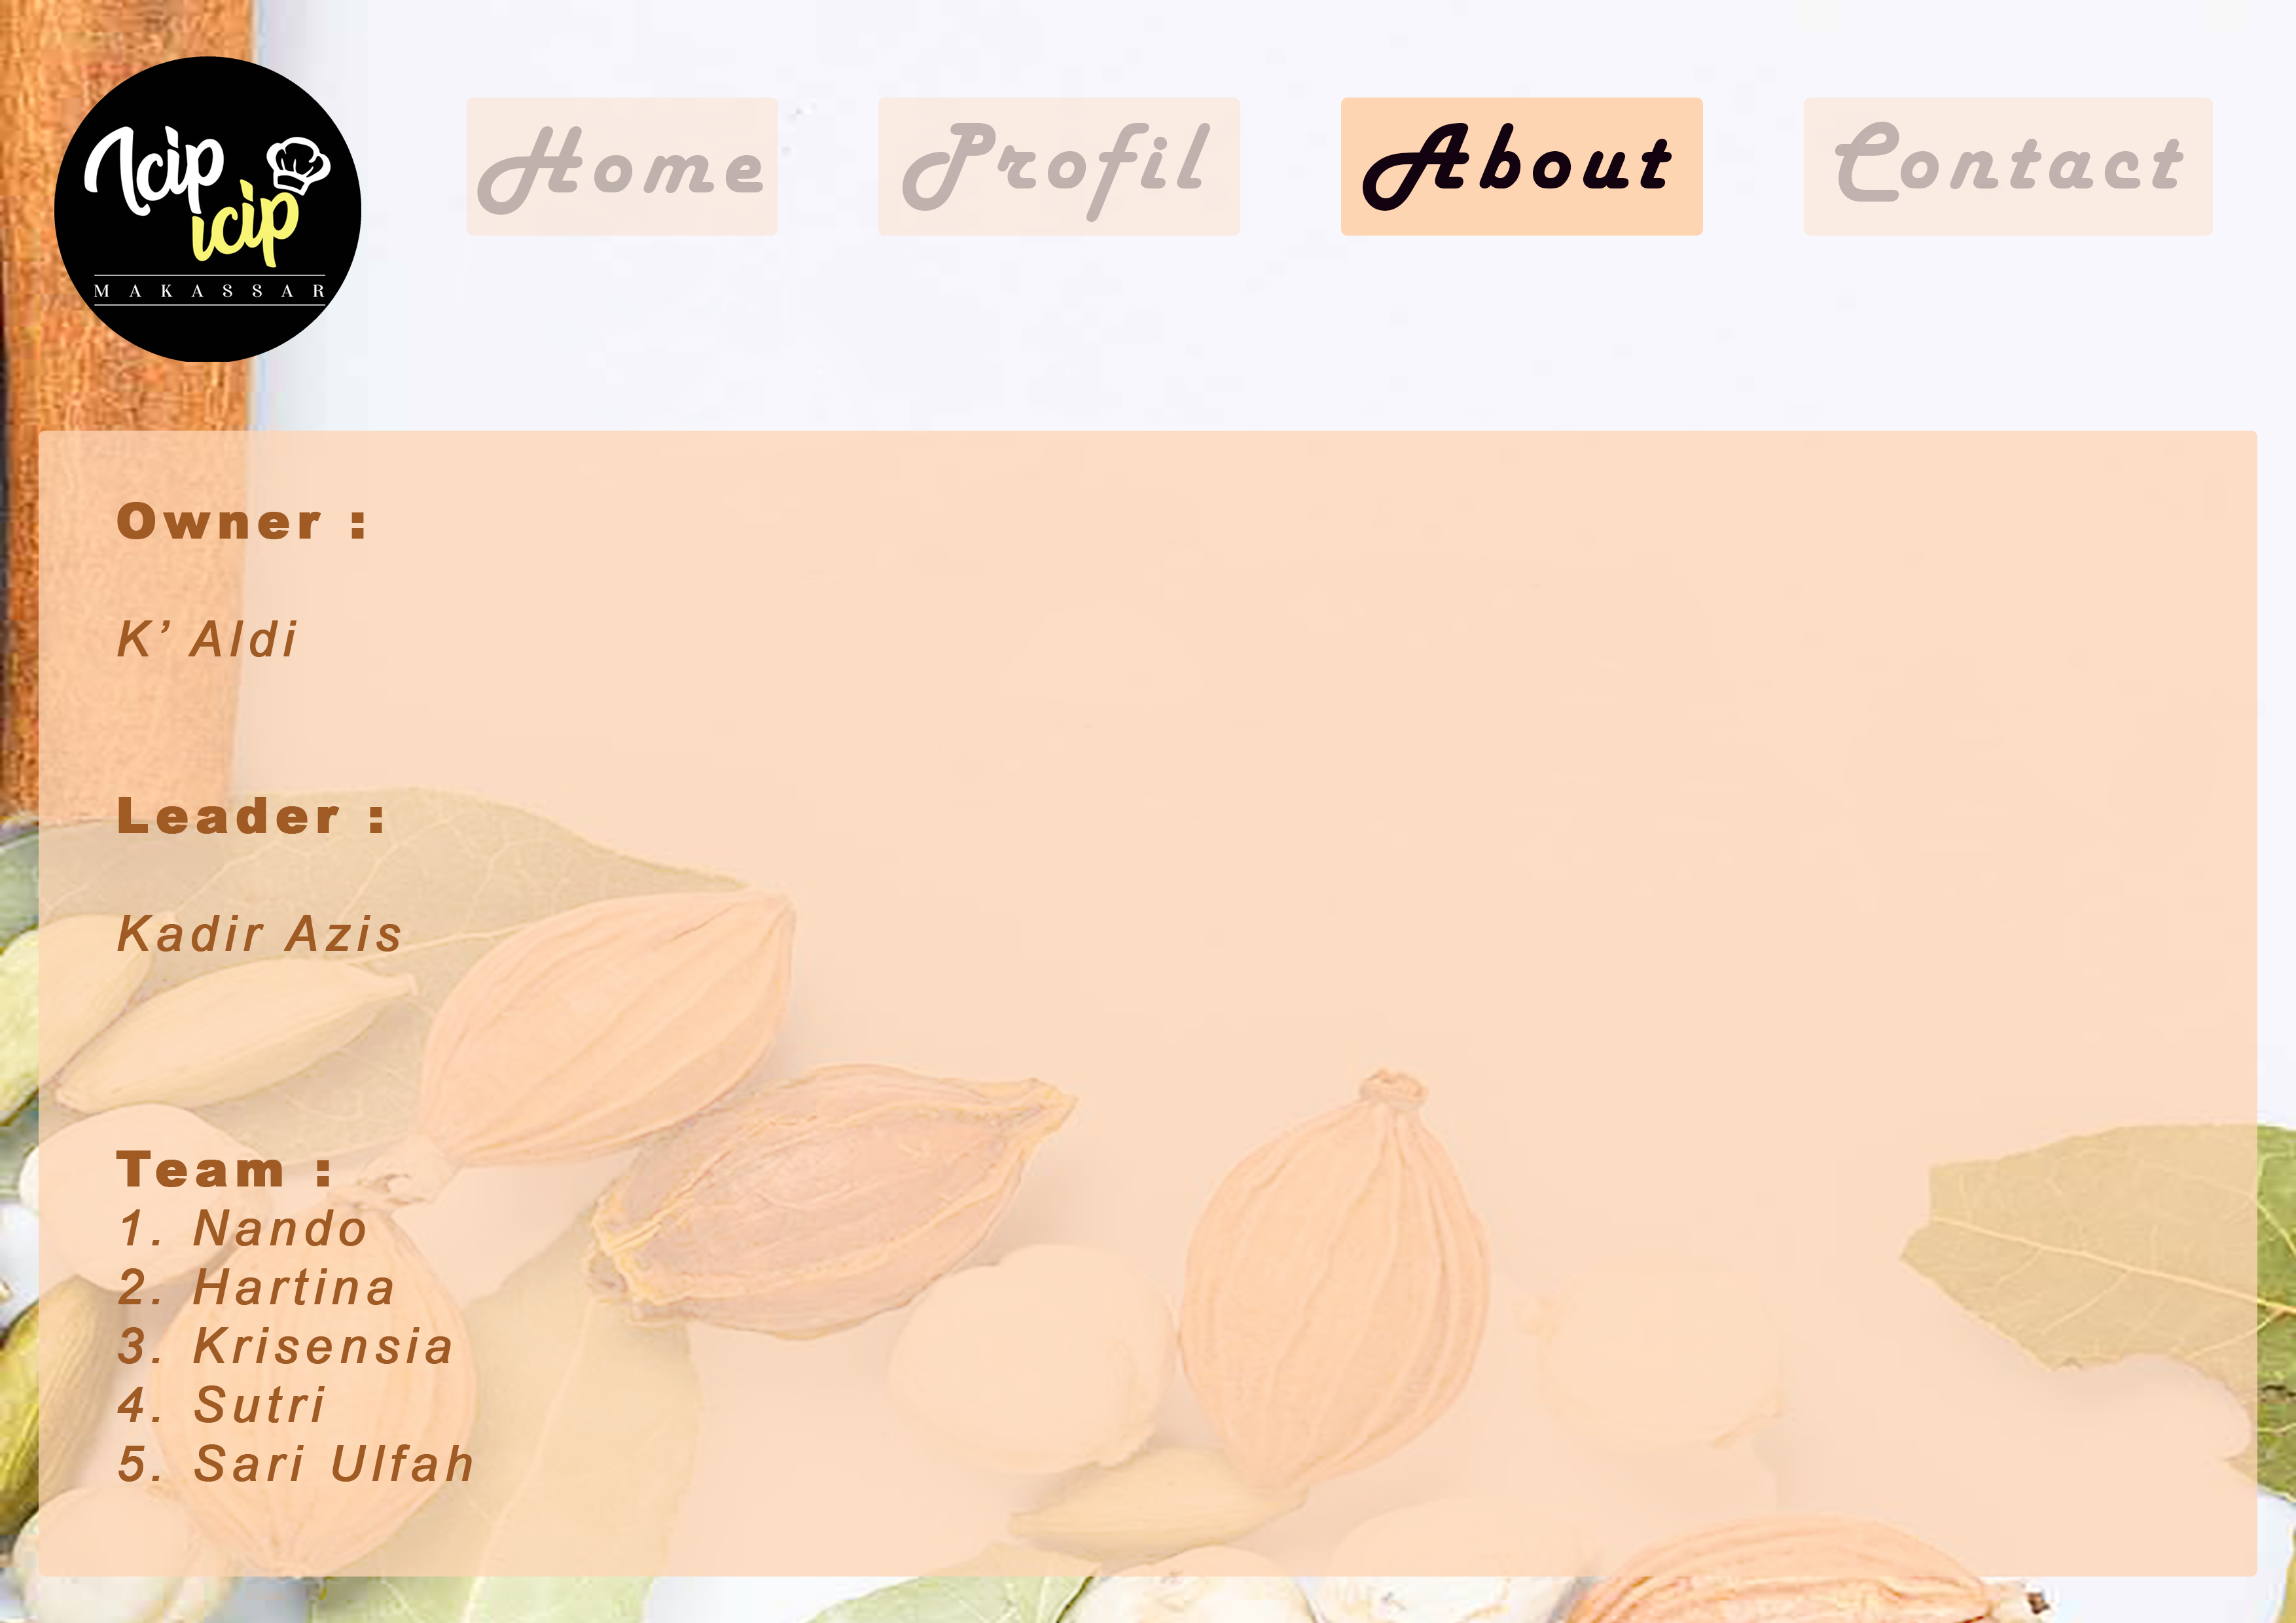 Icip
icip
MAKASSAR
Home
Profil
About
Contact
Owner :
K’ Aldi
Leader :
Kadir Azis
Team :
1. Nando
2. Hartina
3. Krisensia
4. Sutri
5. Sari Ulfah